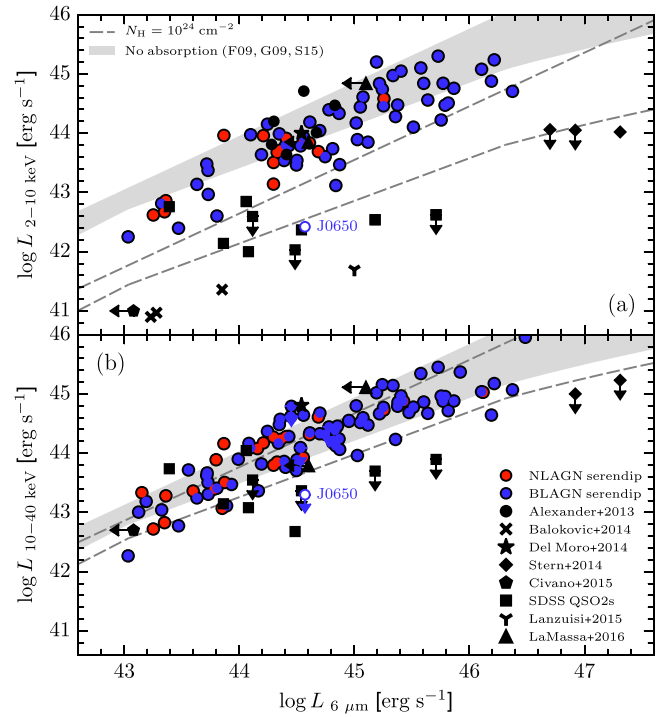 N_H = 10^24 cm^−2
No absorption (F09, G09, S15)
46
45
44
43
42
41
log L 2−10 keV [erg s^−1]
J0650
(a)
46
45
44
43
42
41
log L 10−40 keV [erg s^−1]
(b)
J0650
NLAGN serendip
BLAGN serendip
Alexander+2013
Balokovic+2014
Del Moro+2014
Stern+2014
Civano+2015
SDSS QSO2s
Lanzuisi+2015
LaMassa+2016
43 44 45 46 47
log L 6 μm [erg s^−1]